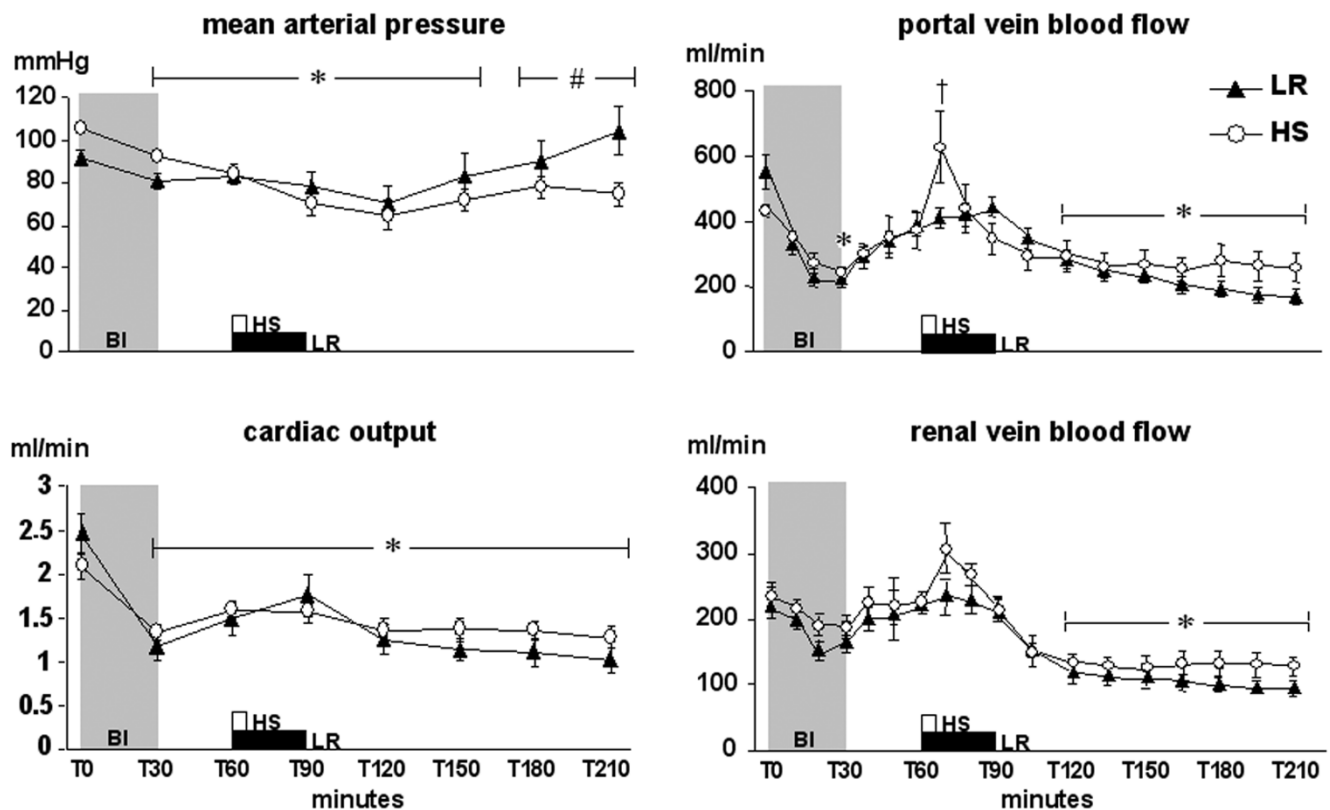 mean arterial pressure
mmHg
*
#
120
100
80
60
40
20
0
BI
HS
LR
portal vein blood flow
ml/min
800
600
400
200
0
†
*
*
LR
HS
BI
HS
LR
cardiac output
ml/min
3
2.5
2
1.5
1
0.5
0
*
BI
HS
LR
T0 T30 T60 T90 T120 T150 T180 T210
minutes
renal vein blood flow
ml/min
400
300
200
100
0
*
BI
HS
LR
T0 T30 T60 T90 T120 T150 T180 T210
minutes